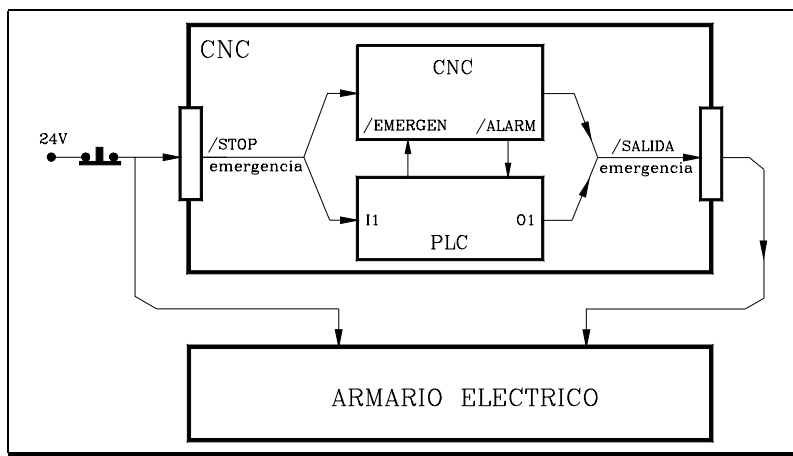 CNC
CNC
24V
/STOP
emergencia
/EMERGEN
/ALARM
/SALIDA
emergencia
I1
O1
PLC
ARMARIO ELECTRICO